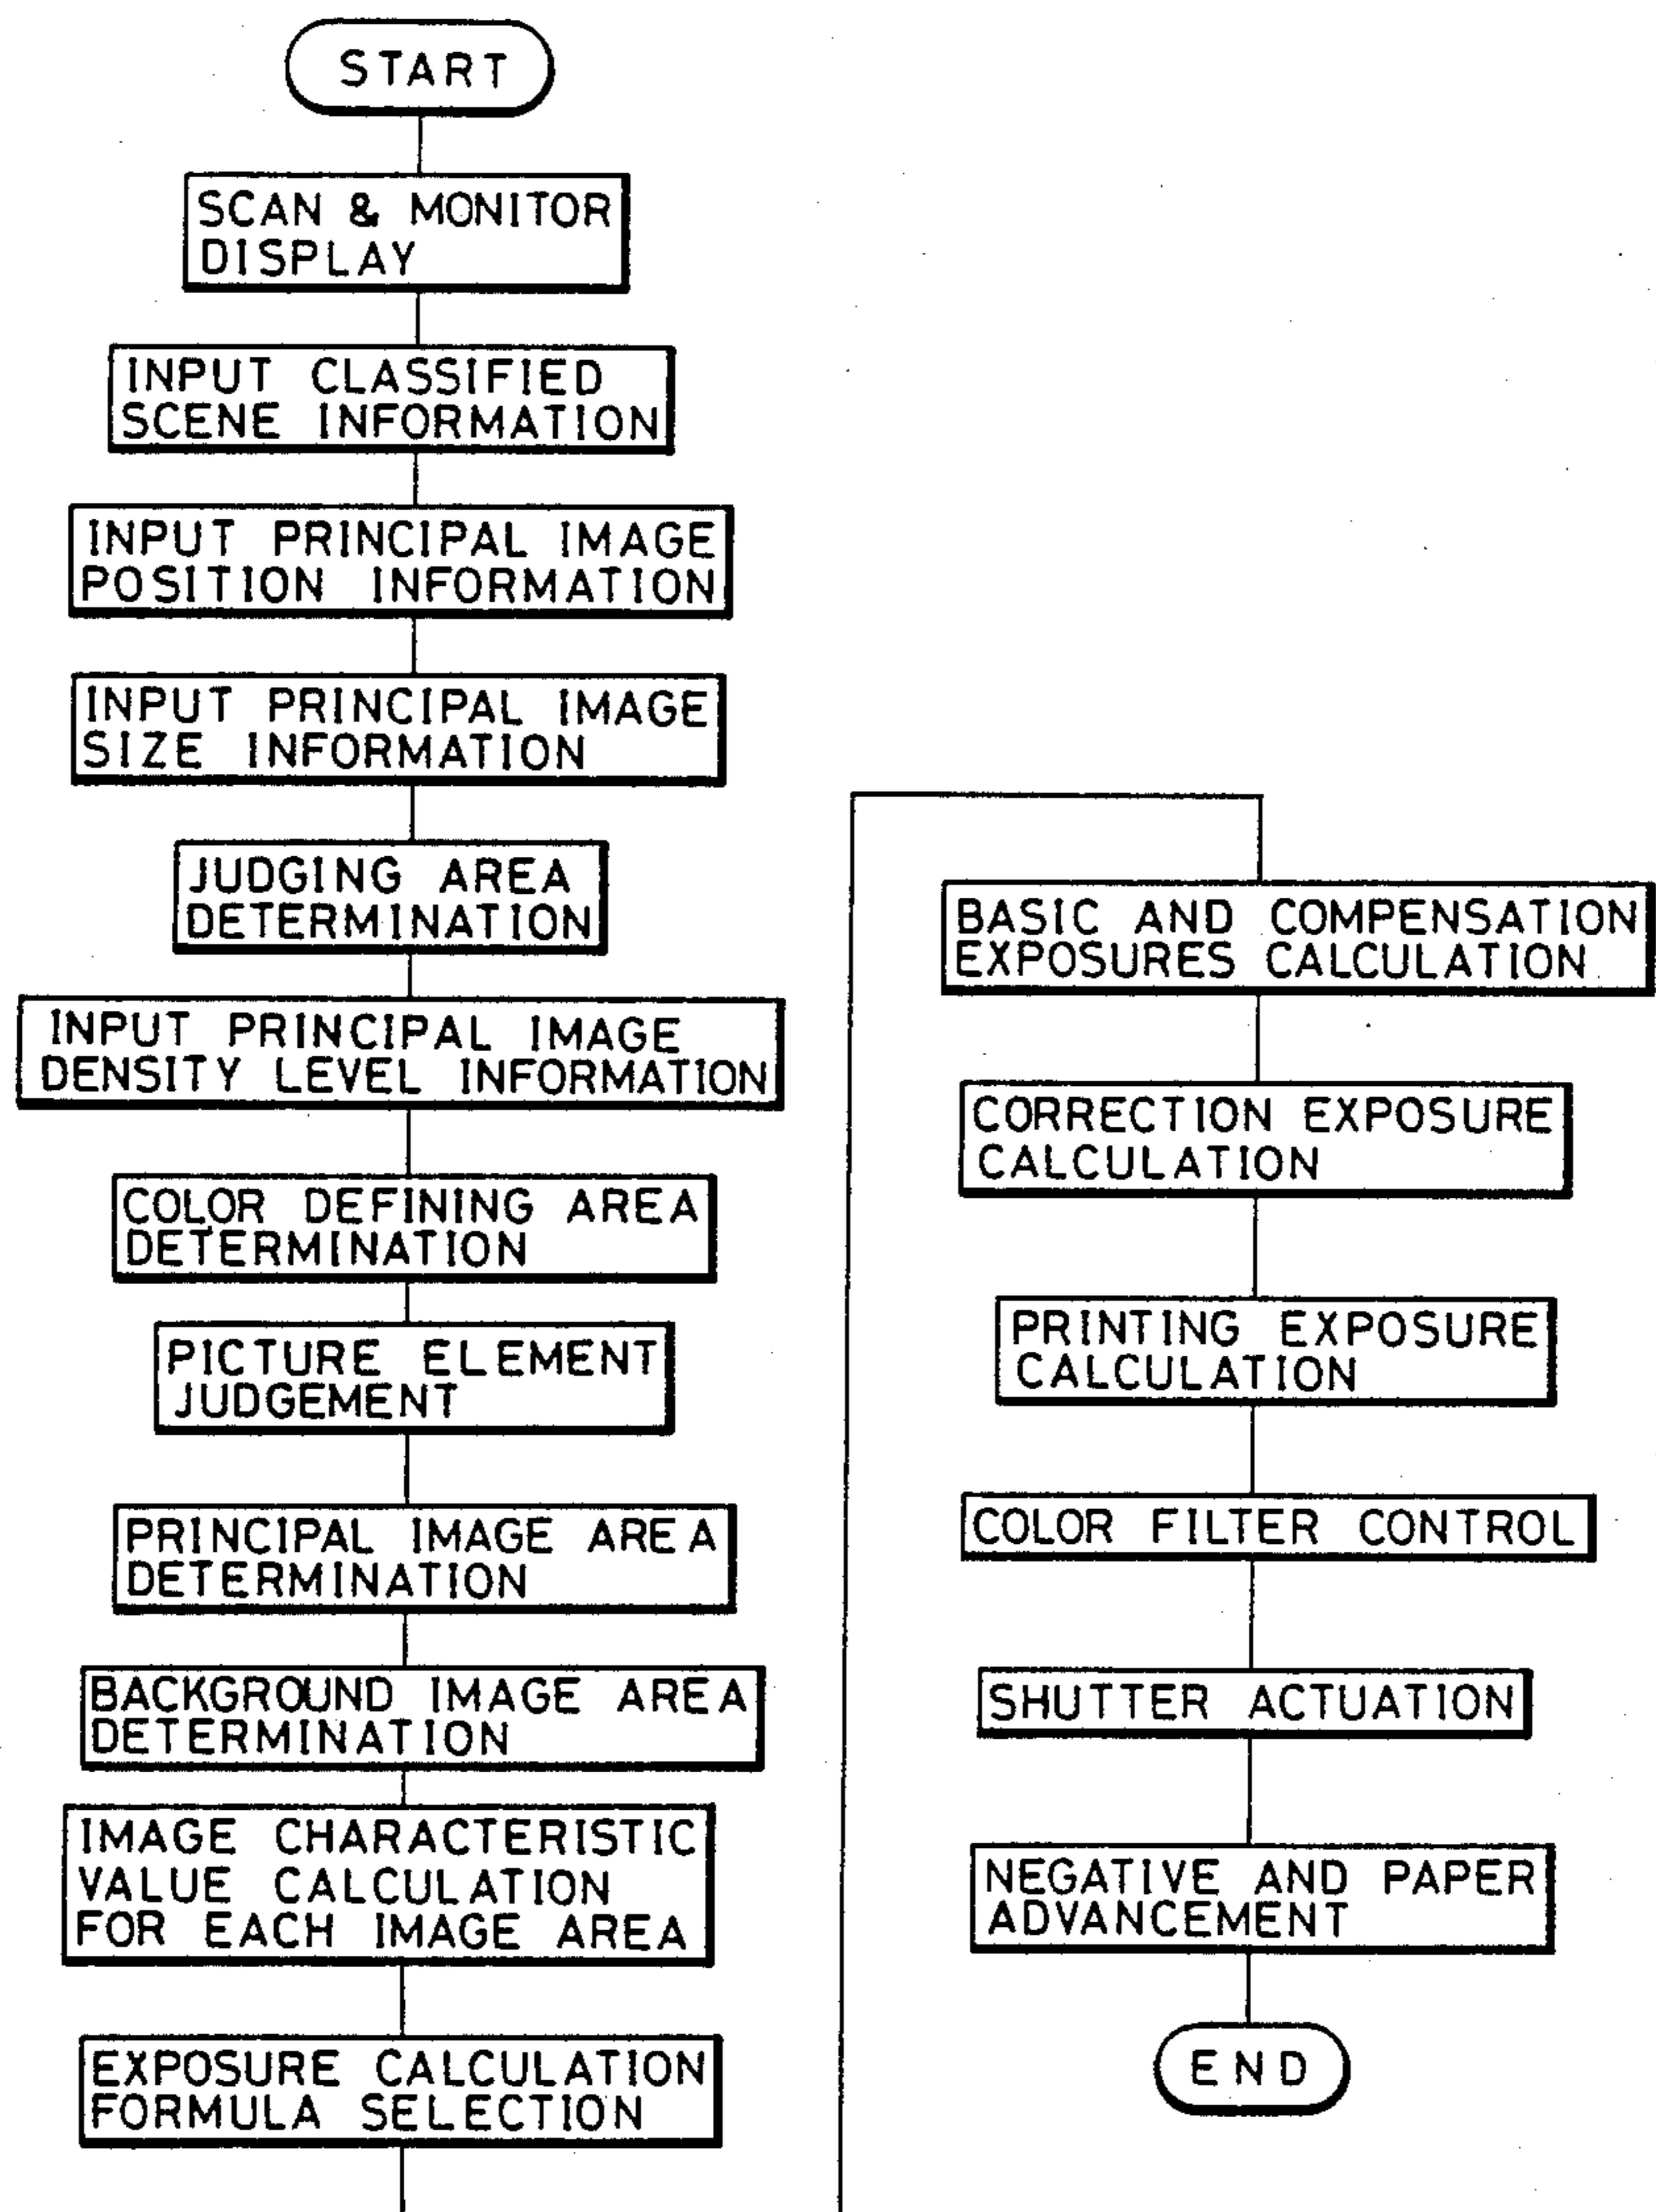 START
SCAN & MONITOR
DISPLAY
INPUT CLASSIFIED
SCENE INFORMATION
INPUT PRINCIPAL IMAGE
POSITION INFORMATION
INPUT PRINCIPAL IMAGE
SIZE INFORMATION
JUDGING AREA
DETERMINATION
INPUT PRINCIPAL IMAGE
DENSITY LEVEL INFORMATION
COLOR DEFINING AREA
DETERMINATION
PICTURE ELEMENT
JUDGEMENT
PRINCIPAL IMAGE AREA
DETERMINATION
BACKGROUND IMAGE AREA
DETERMINATION
IMAGE CHARACTERISTIC
VALUE CALCULATION
FOR EACH IMAGE AREA
EXPOSURE CALCULATION
FORMULA SELECTION
BASIC AND COMPENSATION
EXPOSURES CALCULATION
CORRECTION EXPOSURE
CALCULATION
PRINTING EXPOSURE
CALCULATION
COLOR FILTER CONTROL
SHUTTER ACTUATION
NEGATIVE AND PAPER
ADVANCEMENT
END